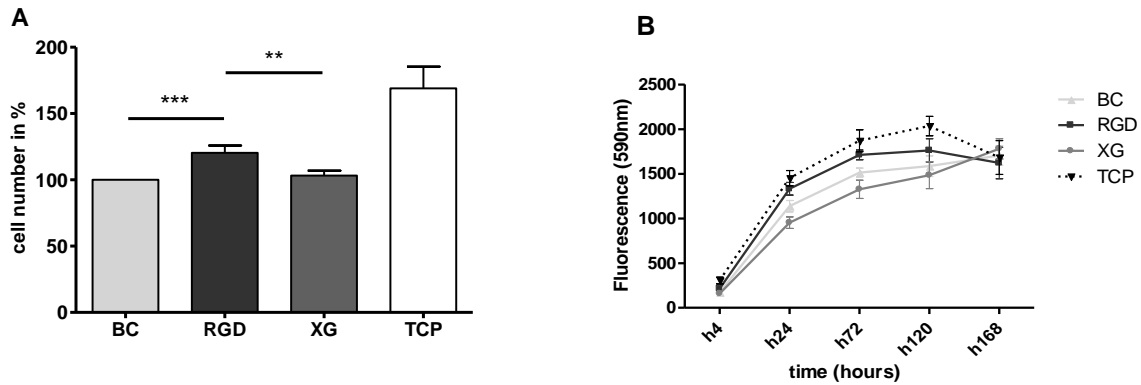 A
cell number in %
200
150
100
50
0
***
**
BC RGD XG TCP
B
Fluorescence (590nm)
2500
2000
1500
1000
500
0
h4 h24 h72 h120 h168
time (hours)
BC
RGD
XG
TCP